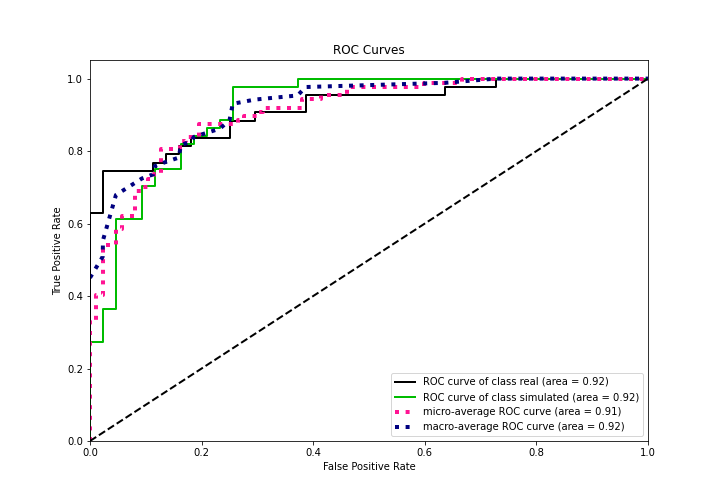 ROC Curves
1.0
0.8
0.6
0.4
0.2
0.0
True Positive Rate
0.0 0.2 0.4 0.6 0.8 1.0
False Positive Rate
ROC curve of class real (area = 0.92)
ROC curve of class simulated (area = 0.92)
micro-average ROC curve (area = 0.91)
macro-average ROC curve (area = 0.92)